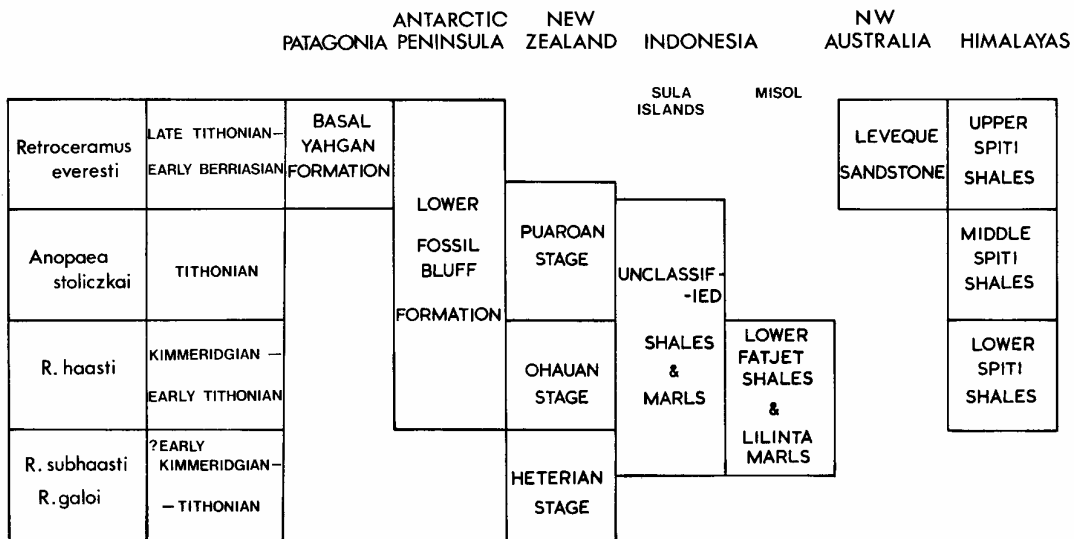 PATAGONIA
ANTARCTIC
PENINSULA
NEW
ZEALAND
INDONESIA
NW
AUSTRALIA
HIMALAYAS
SULA
ISLANDS
MISOL
Retroceramus
everesti
LATE TITHONIAN—
EARLY BERRIASIAN
BASAL
YAHGAN
FORMATION
LEVEQUE
SANDSTONE
UPPER
SPITI
SHALES
LOWER
FOSSIL
BLUFF
FORMATION
PUAROAN
STAGE
UNCLASSIF-
-IED
SHALES
&
MARLS
Anopaea
stoliczkai
TITHONIAN
MIDDLE
SPITI
SHALES
R. haasti
KIMMERIDGIAN —
EARLY TITHONIAN
OHAUAN
STAGE
LOWER
FATJET
SHALES
&
LILINTA
MARLS
LOWER
SPITI
SHALES
R. subhaasti
R. galoi
?EARLY
KIMMERIDGIAN—
— TITHONIAN
HETERIAN
STAGE